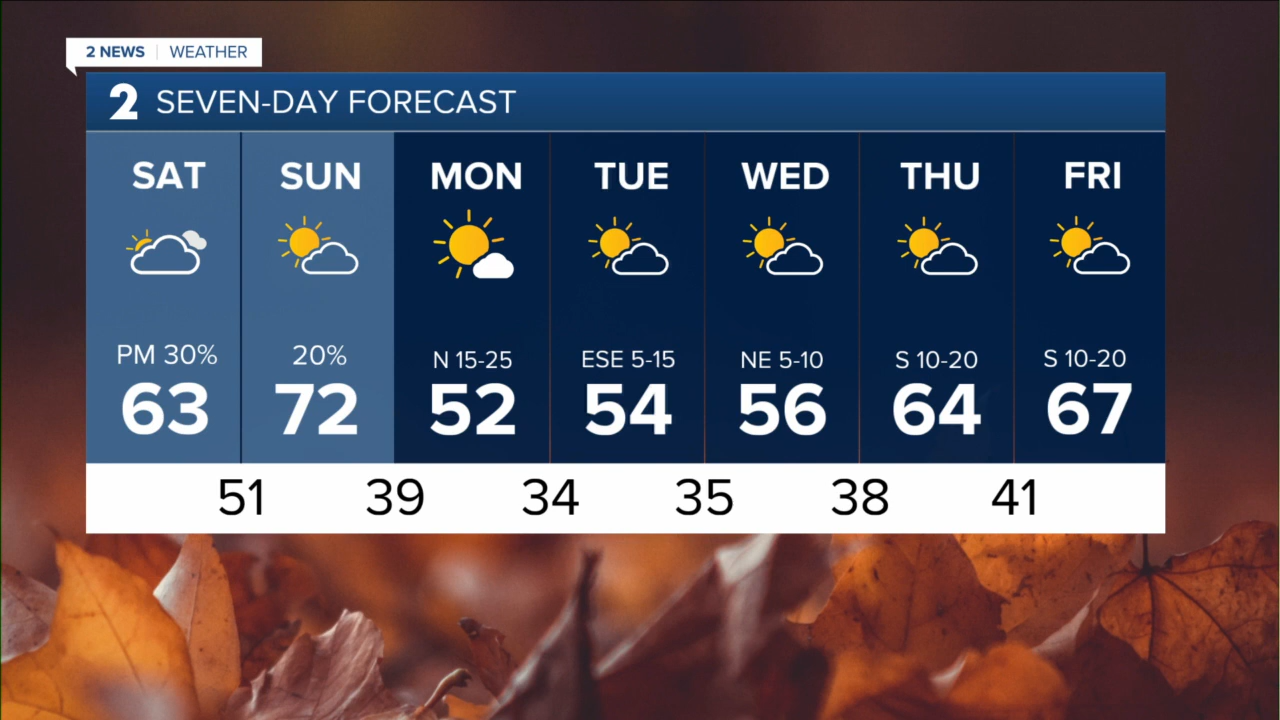 2 NEWS | WEATHER
2 SEVEN-DAY FORECAST
SAT SUN MON TUE WED THU FRI
PM 30% 20% N 15-25 ESE 5-15 NE 5-10 S 10-20 S 10-20
63 72 52 54 56 64 67
51 39 34 35 38 41